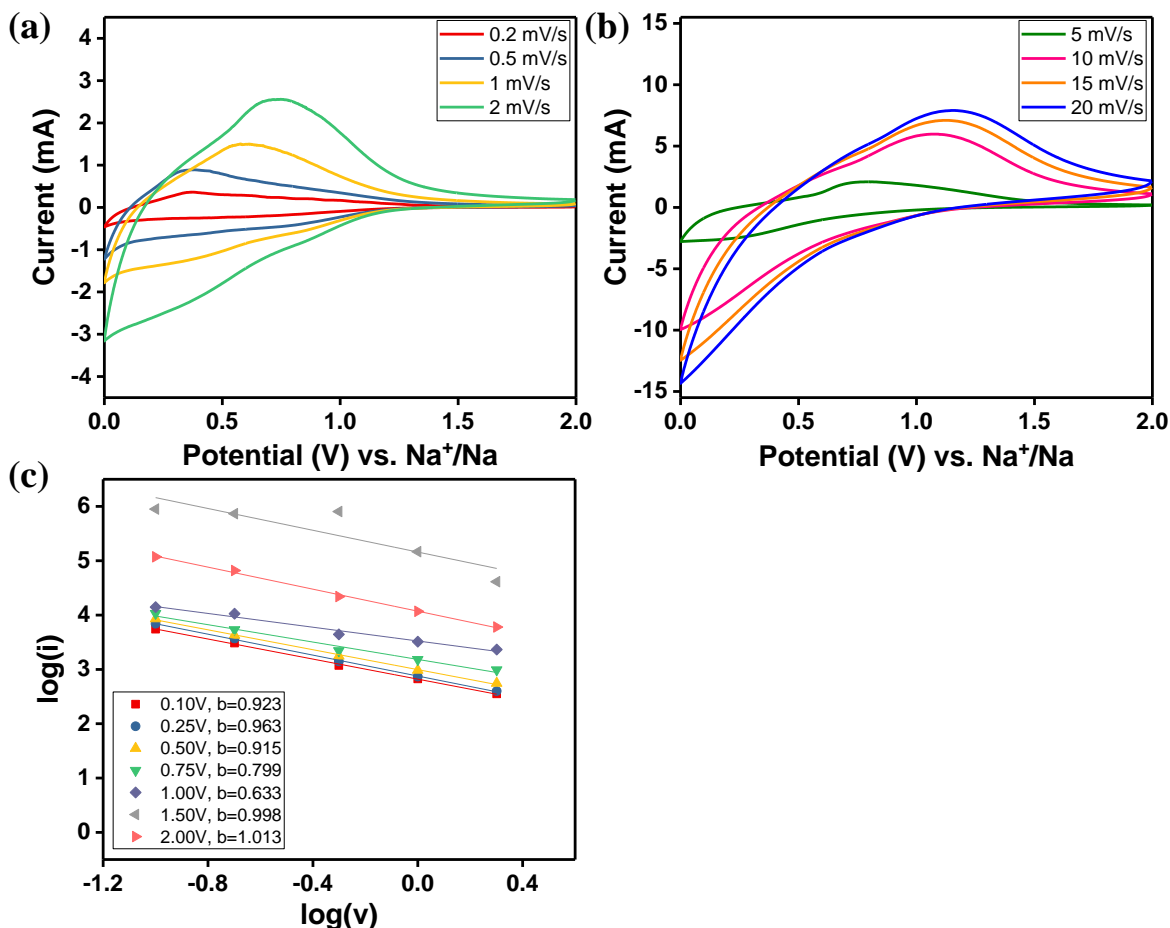 (a)
0.2 mV/s
0.5 mV/s
1 mV/s
2 mV/s
4
3
2
1
0
-1
-2
-3
-4
Current (mA)
0.0
0.5
1.0
1.5
2.0
Potential (V) vs. Na⁺/Na
(b)
5 mV/s
10 mV/s
15 mV/s
20 mV/s
15
10
5
0
-5
-10
-15
Current (mA)
0.0
0.5
1.0
1.5
2.0
Potential (V) vs. Na⁺/Na
(c)
6
5
4
3
2
1
0
log(i)
0.10V, b=0.923
0.25V, b=0.963
0.50V, b=0.915
0.75V, b=0.799
1.00V, b=0.633
1.50V, b=0.998
2.00V, b=1.013
-1.2
-0.8
-0.4
0.0
0.4
log(v)